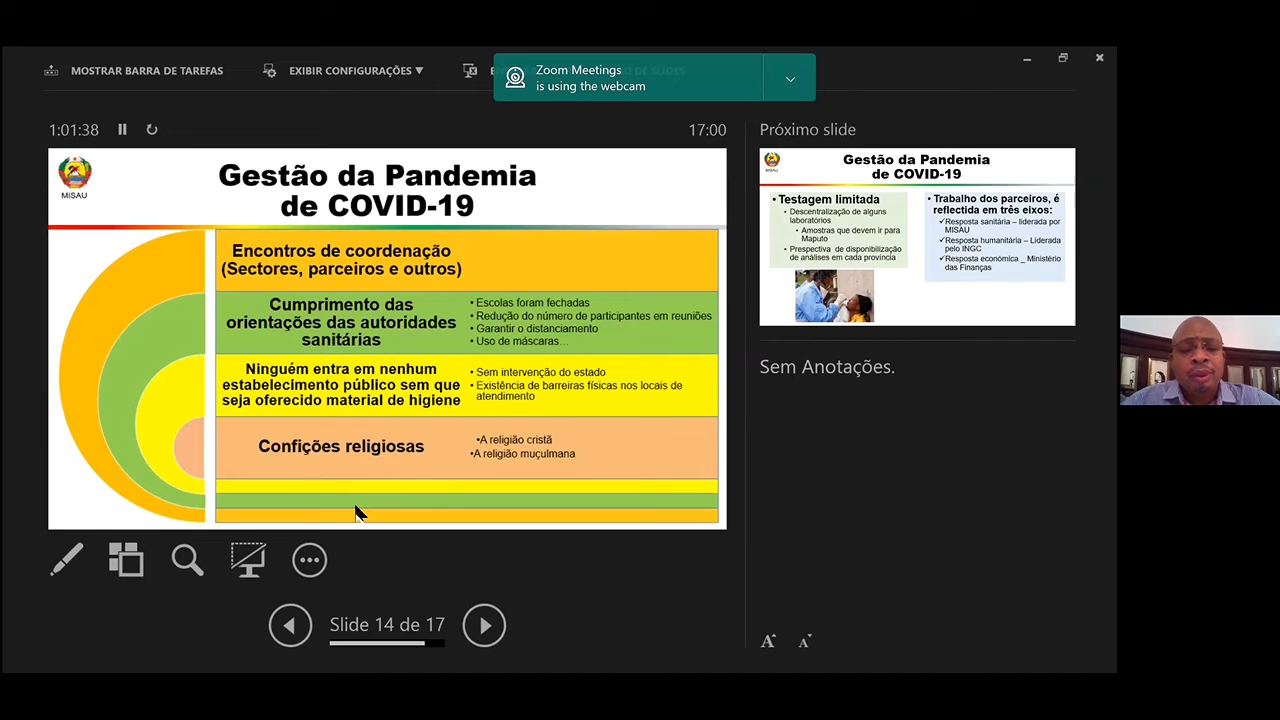 MOSTRAR BARRA DE TAREFAS
EXIBIR CONFIGURAÇÕES ▼
Zoom Meetings
is using the webcam
1:01:38
17:00
Próximo slide
MISAU
Gestão da Pandemia
de COVID-19
Encontros de coordenação
(Sectores, parceiros e outros)
Cumprimento das
orientações das autoridades
sanitárias
• Escolas foram fechadas
• Redução do número de participantes em reuniões
• Garantir o distanciamento
• Uso de máscaras…
Ninguém entra em nenhum
estabelecimento público sem que
seja oferecido material de higiene
• Sem intervenção do estado
• Existência de barreiras físicas nos locais de
atendimento
Confições religiosas
•A religião cristã
•A religião muçulmana
MISAU
Gestão da Pandemia
de COVID-19
• Testagem limitada
• Descentralização de alguns
laboratórios
• Amostras que devem ir para
Maputo
• Prespectiva de disponibilização
de análises em cada província
• Trabalho dos parceiros, é
reflectida em três eixos:
✓Resposta sanitária – liderada por
MISAU
✓Resposta humanitária – Liderada
pelo INGC
✓Resposta económica _ Ministério
das Finanças
Sem Anotações.
Slide 14 de 17
A A